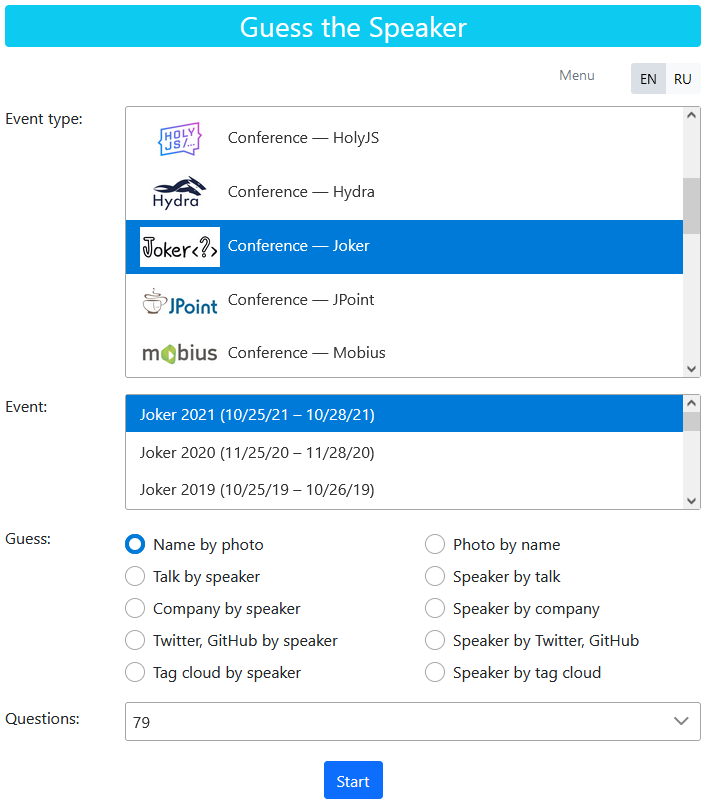 Guess the Speaker
Menu EN RU
Event type:
HOLY JS/... Conference — HolyJS
Hydra Conference — Hydra
Joker<?> Conference — Joker
JPoint Conference — JPoint
mobius Conference — Mobius
Event:
Joker 2021 (10/25/21 – 10/28/21)
Joker 2020 (11/25/20 – 11/28/20)
Joker 2019 (10/25/19 – 10/26/19)
Guess:
Name by photo Photo by name
Talk by speaker Speaker by talk
Company by speaker Speaker by company
Twitter, GitHub by speaker Speaker by Twitter, GitHub
Tag cloud by speaker Speaker by tag cloud
Questions: 79
Start